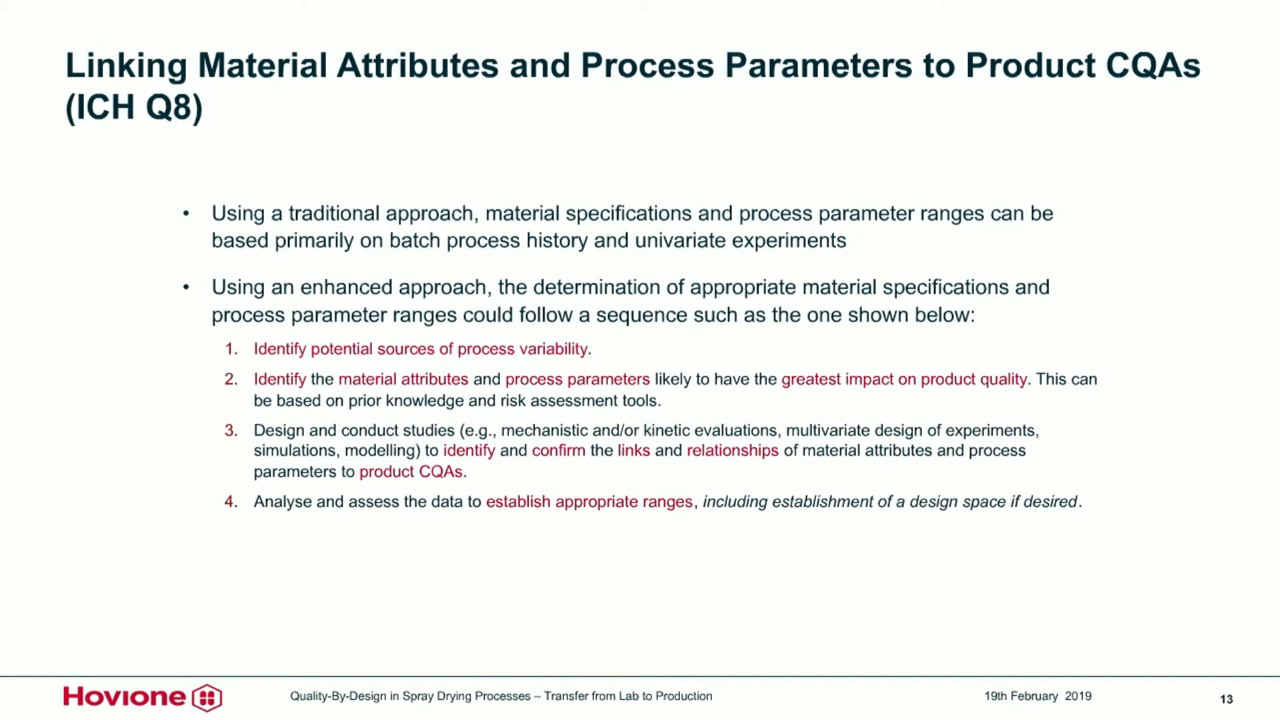 Linking Material Attributes and Process Parameters to Product CQAs
(ICH Q8)
• Using a traditional approach, material specifications and process parameter ranges can be
based primarily on batch process history and univariate experiments
• Using an enhanced approach, the determination of appropriate material specifications and
process parameter ranges could follow a sequence such as the one shown below:
1. Identify potential sources of process variability.
2. Identify the material attributes and process parameters likely to have the greatest impact on product quality. This can
be based on prior knowledge and risk assessment tools.
3. Design and conduct studies (e.g., mechanistic and/or kinetic evaluations, multivariate design of experiments,
simulations, modelling) to identify and confirm the links and relationships of material attributes and process
parameters to product CQAs.
4. Analyse and assess the data to establish appropriate ranges, including establishment of a design space if desired.
Hovione
Quality-By-Design in Spray Drying Processes – Transfer from Lab to Production
19th February 2019
13